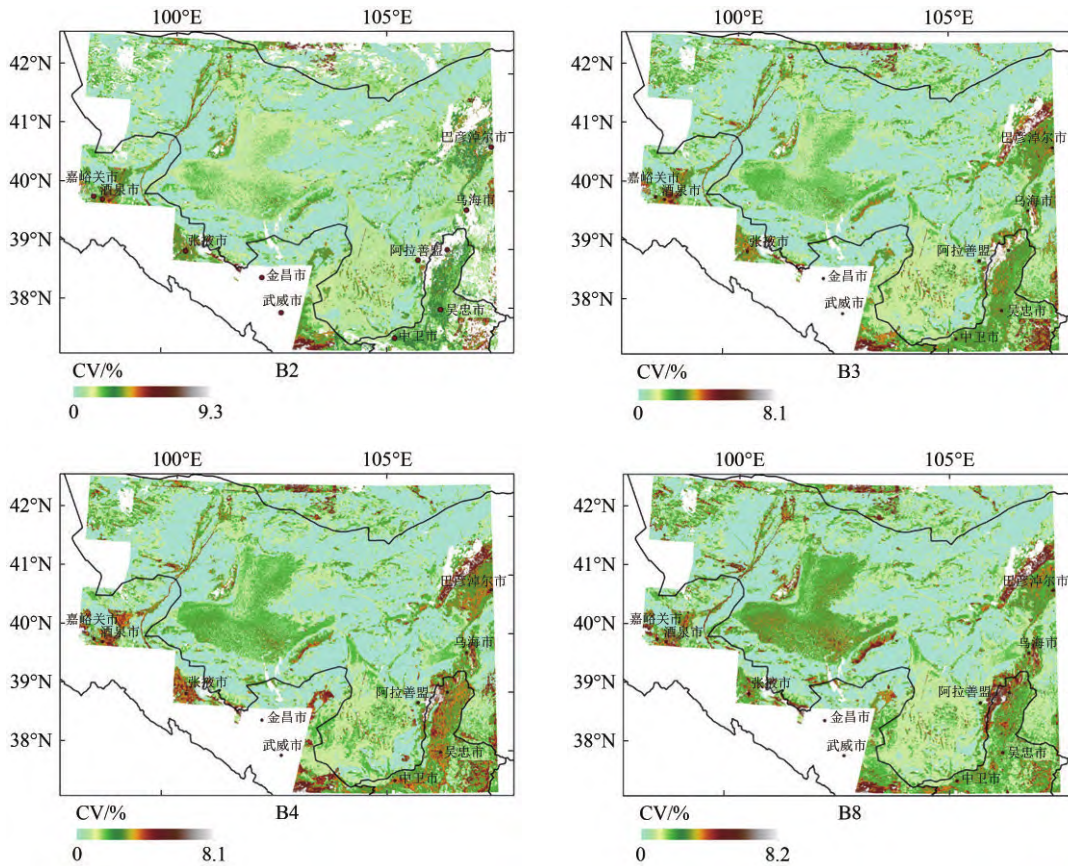 100°E 105°E
42°N
41°N
40°N
39°N
38°N
巴彦淖尔市
嘉峪关市
酒泉市
乌海市
张掖市
阿拉善盟
金昌市
武威市
吴忠市
中卫市
CV/%
0 9.3
B2
100°E 105°E
42°N
41°N
40°N
39°N
38°N
巴彦淖尔市
嘉峪关市
酒泉市
乌海市
张掖市
阿拉善盟
金昌市
武威市
吴忠市
中卫市
CV/%
0 8.1
B3
100°E 105°E
42°N
41°N
40°N
39°N
38°N
巴彦淖尔市
嘉峪关市
酒泉市
乌海市
张掖市
阿拉善盟
金昌市
武威市
吴忠市
中卫市
CV/%
0 8.1
B4
100°E 105°E
42°N
41°N
40°N
39°N
38°N
巴彦淖尔市
嘉峪关市
酒泉市
乌海市
张掖市
阿拉善盟
金昌市
武威市
吴忠市
中卫市
CV/%
0 8.2
B8